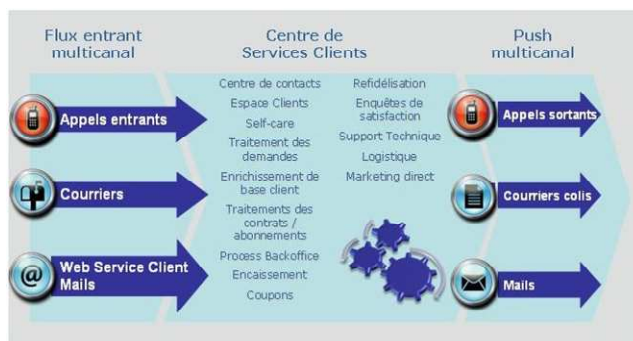 Flux entrant
multicanal
Appels entrants
Courriers
Web Service Client
Mails
Centre de
Services Clients
Centre de contacts
Espace Clients
Self-care
Traitement des
demandes
Enrichissement de
base client
Traitements des
contrats /
abonnements
Process Backoffice
Encaissement
Coupons
Refidélisation
Enquêtes de
satisfaction
Support Technique
Logistique
Marketing direct
Push
multicanal
Appels sortants
Courriers colis
Mails